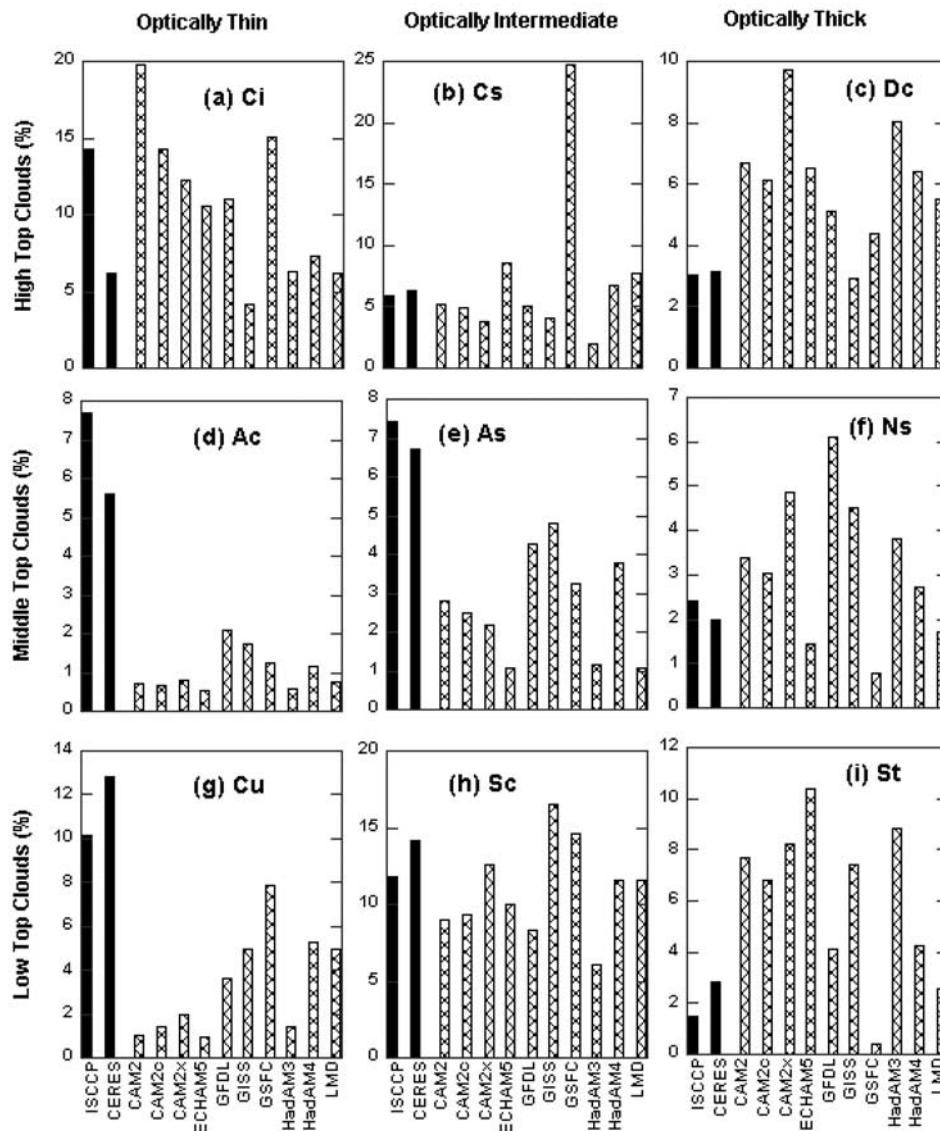 Optically Thin Optically Intermediate Optically Thick
High Top Clouds (%)
20 15 10 5 0
(a) Ci
25 20 15 10 5 0
(b) Cs
10 8 6 4 2 0
(c) Dc
Middle Top Clouds (%)
8 7 6 5 4 3 2 1 0
(d) Ac
8 7 6 5 4 3 2 1 0
(e) As
7 6 5 4 3 2 1 0
(f) Ns
Low Top Clouds (%)
14 12 10 8 6 4 2 0
(g) Cu
20 15 10 5 0
(h) Sc
12 10 8 6 4 2 0
(i) St
ISCCP CERES CAM2 CAM2c CAM2x ECHAM5 GFDL GISS GSFC HadAM3 HadAM4 LMD
ISCCP CERES CAM2 CAM2c CAM2x ECHAM5 GFDL GISS GSFC HadAM3 HadAM4 LMD
ISCCP CERES CAM2 CAM2c CAM2x ECHAM5 GFDL GISS GSFC HadAM3 HadAM4 LMD